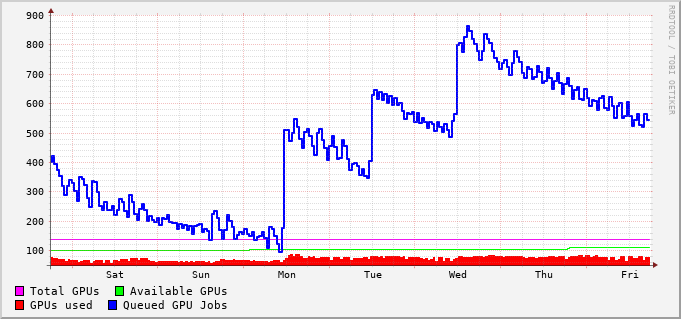 900
800
700
600
500
400
300
200
100
Sat Sun Mon Tue Wed Thu Fri
Total GPUs Available GPUs
GPUs used Queued GPU Jobs
RRDTOOL / TOBI OETIKER